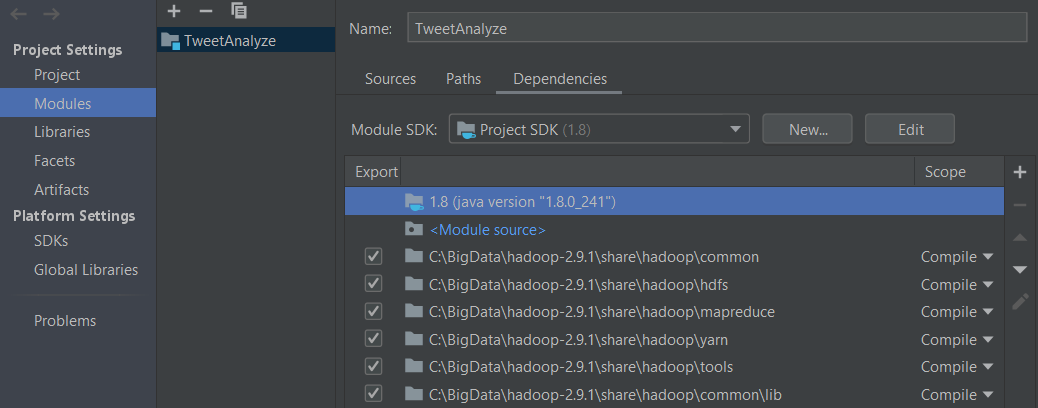 Project Settings
Project
Modules
Libraries
Facets
Artifacts
Platform Settings
SDKs
Global Libraries
Problems
TweetAnalyze
Name: TweetAnalyze
Sources Paths Dependencies
Module SDK: Project SDK (1.8) New... Edit
Export Scope
1.8 (java version "1.8.0_241")
<Module source>
C:\BigData\hadoop-2.9.1\share\hadoop\common Compile
C:\BigData\hadoop-2.9.1\share\hadoop\hdfs Compile
C:\BigData\hadoop-2.9.1\share\hadoop\mapreduce Compile
C:\BigData\hadoop-2.9.1\share\hadoop\yarn Compile
C:\BigData\hadoop-2.9.1\share\hadoop\tools Compile
C:\BigData\hadoop-2.9.1\share\hadoop\common\lib Compile